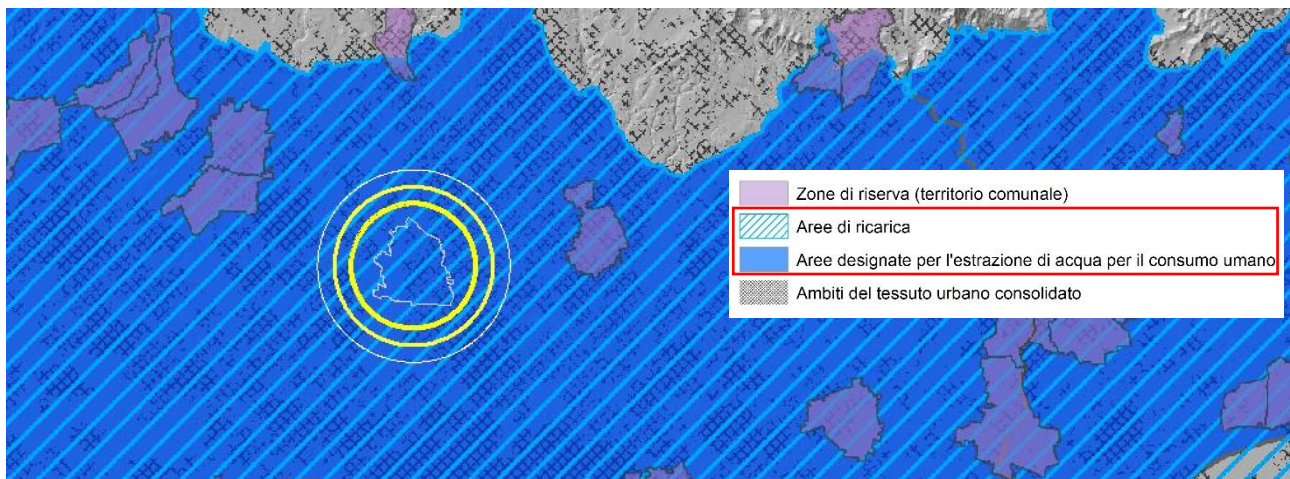 Zone di riserva (territorio comunale)
Aree di ricarica
Aree designate per l'estrazione di acqua per il consumo umano
Ambiti del tessuto urbano consolidato